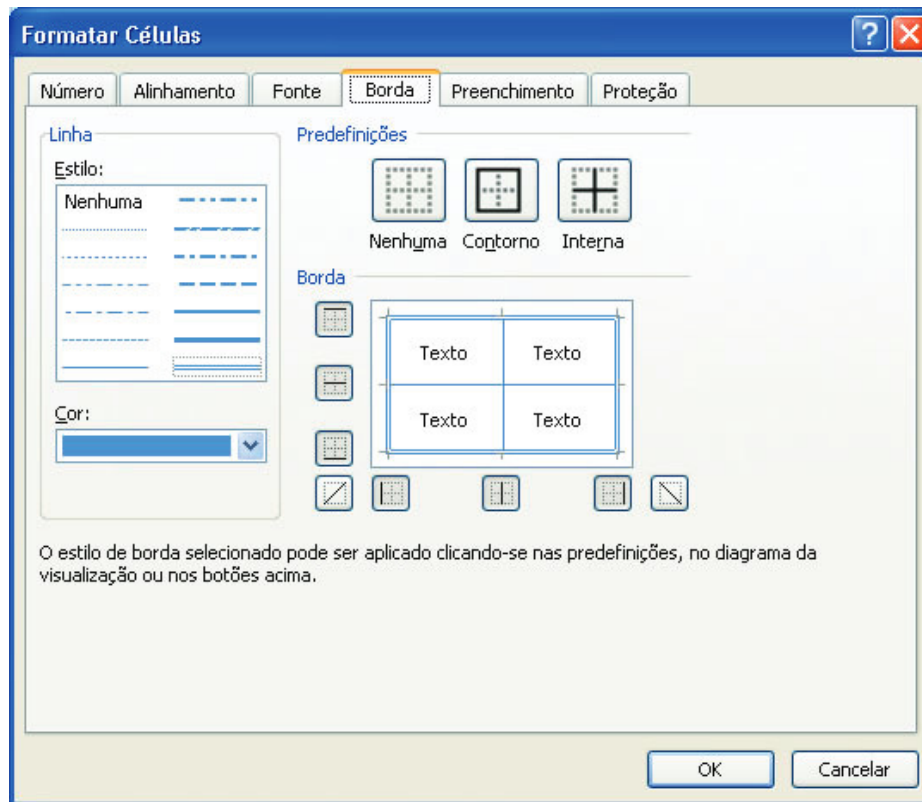 Formatar Células
Número Alinhamento Fonte Borda Preenchimento Proteção
Linha
Estilo:
Nenhuma
Cor:
Predefinições
Nenhuma Contorno Interna
Borda
Texto Texto
Texto Texto
O estilo de borda selecionado pode ser aplicado clicando-se nas predefinições, no diagrama da
visualização ou nos botões acima.
OK Cancelar